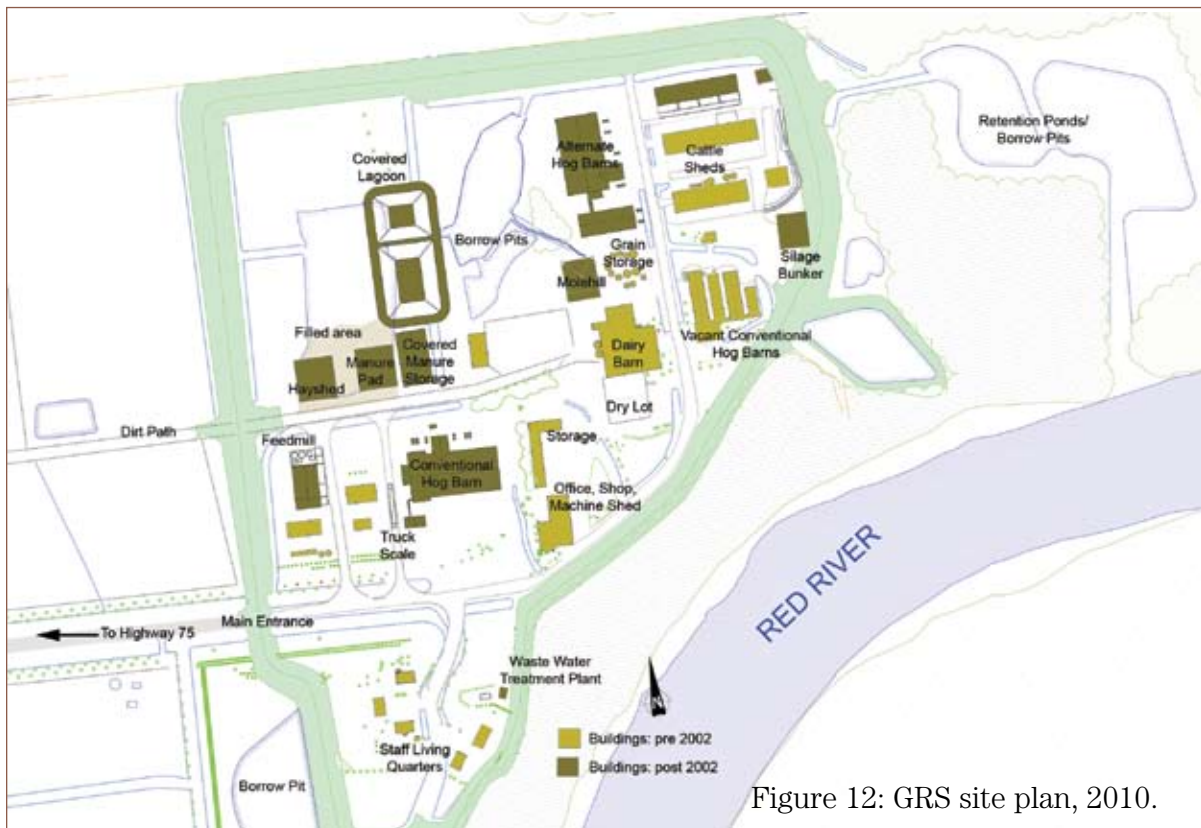 Retention Ponds/
Borrow Pits
Covered
Lagoon
Alternate
Hog Barns
Cattle
Sheds
Borrow Pits
Grain
Storage
Molehill
Silage
Bunker
Filled area
Hayshed
Manure
Pad
Covered
Manure
Storage
Dairy
Barn
Vacant Conventional
Hog Barns
Dry Lot
Dirt Path
Feedmill
Conventional
Hog Barn
Storage
Office, Shop,
Machine Shed
Truck
Scale
RED RIVER
Main Entrance
To Highway 75
Waste Water
Treatment Plant
N
Staff Living
Quarters
Borrow Pit
Buildings: pre 2002
Buildings: post 2002
Figure 12: GRS site plan, 2010.